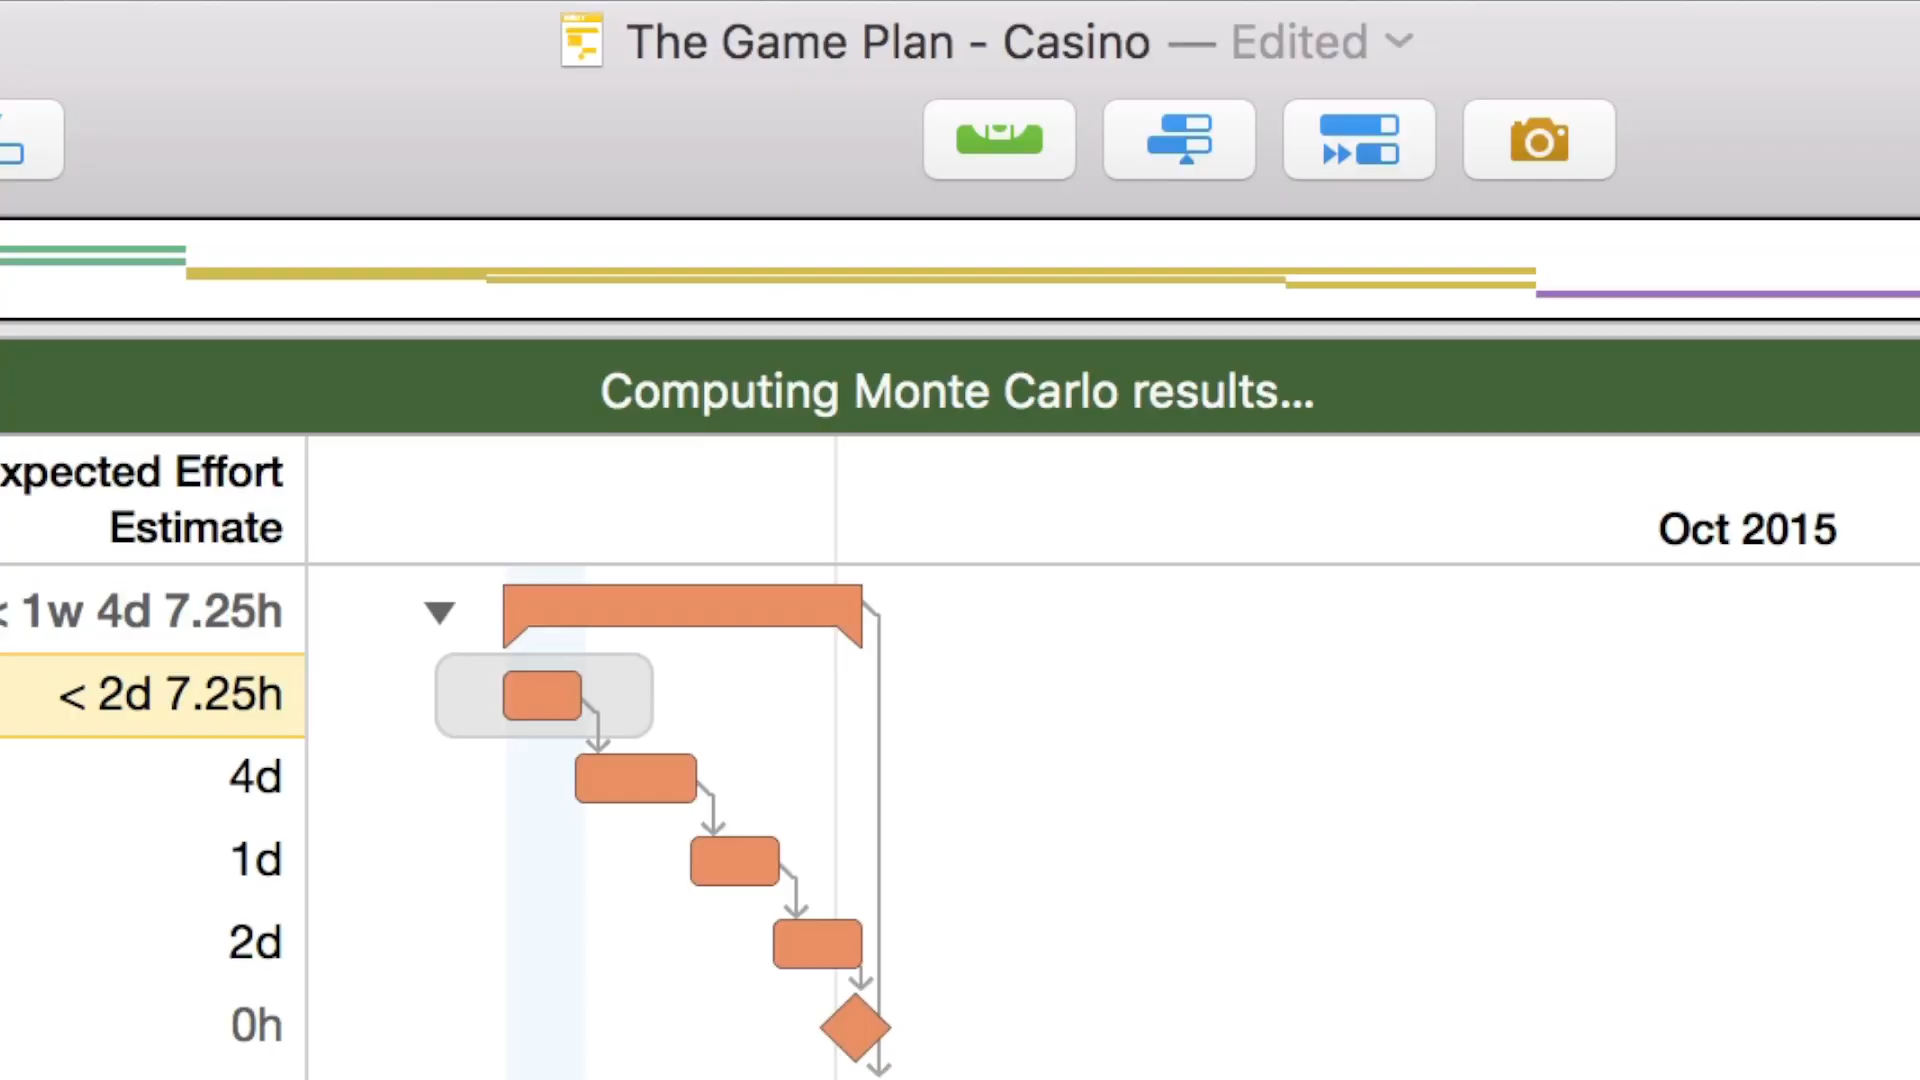 The Game Plan - Casino — Edited
Computing Monte Carlo results...
xpected Effort
Estimate
Oct 2015
< 1w 4d 7.25h
< 2d 7.25h
4d
1d
2d
0h